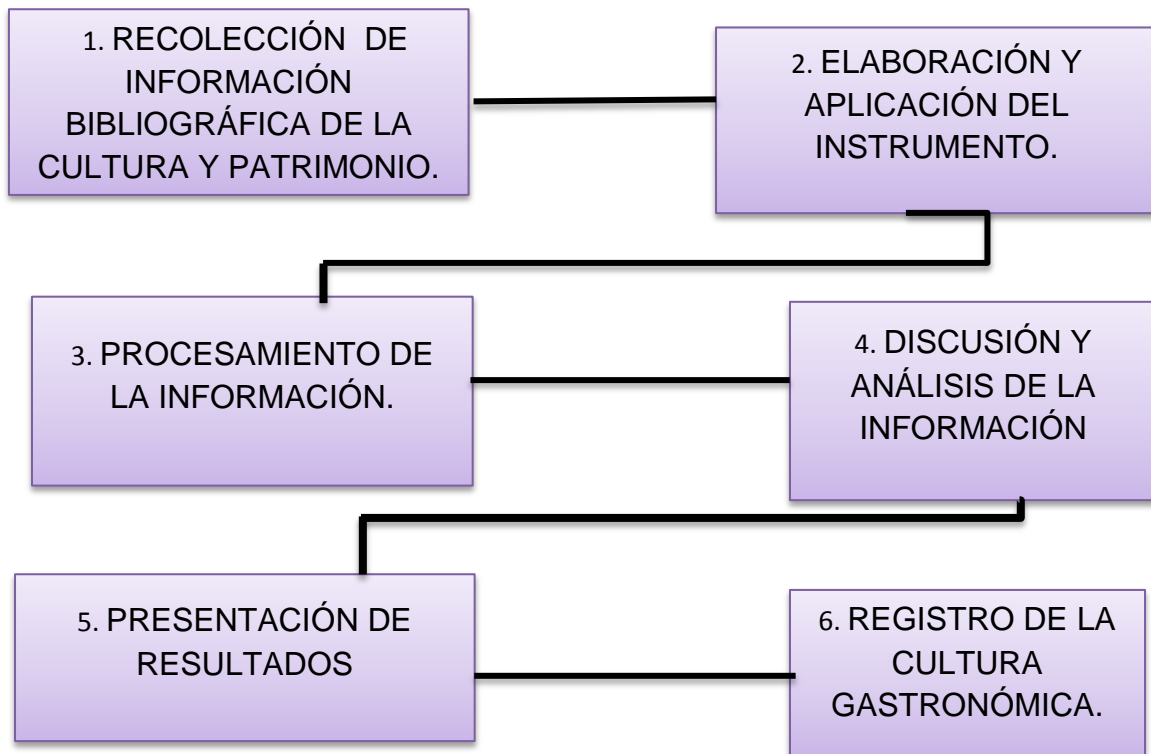 1. RECOLECCIÓN DE
INFORMACIÓN
BIBLIOGRÁFICA DE LA
CULTURA Y PATRIMONIO.
2. ELABORACIÓN Y
APLICACIÓN DEL
INSTRUMENTO.
3. PROCESAMIENTO DE
LA INFORMACIÓN.
4. DISCUSIÓN Y
ANÁLISIS DE LA
INFORMACIÓN
5. PRESENTACIÓN DE
RESULTADOS
6. REGISTRO DE LA
CULTURA
GASTRONÓMICA.